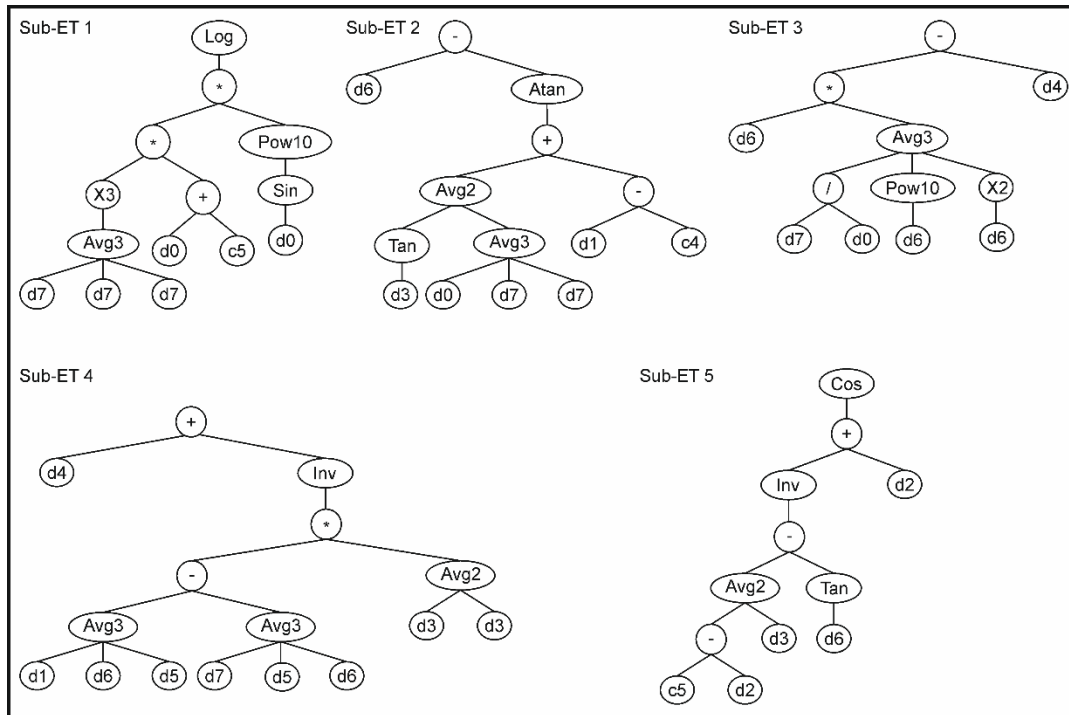 Sub-ET 1
Log
*
* Pow10
X3 + Sin
Avg3 d0 c5 d0
d7 d7 d7
Sub-ET 2
-
d6 Atan
+
Avg2 -
Tan Avg3 d1 c4
d3 d0 d7 d7
Sub-ET 3
-
* d4
d6 Avg3
/ Pow10 X2
d7 d0 d6 d6
Sub-ET 4
+
d4 Inv
*
- Avg2
Avg3 Avg3 d3 d3
d1 d6 d5 d7 d5 d6
Sub-ET 5
Cos
+
Inv d2
-
Avg2 Tan
- d3 d6
c5 d2